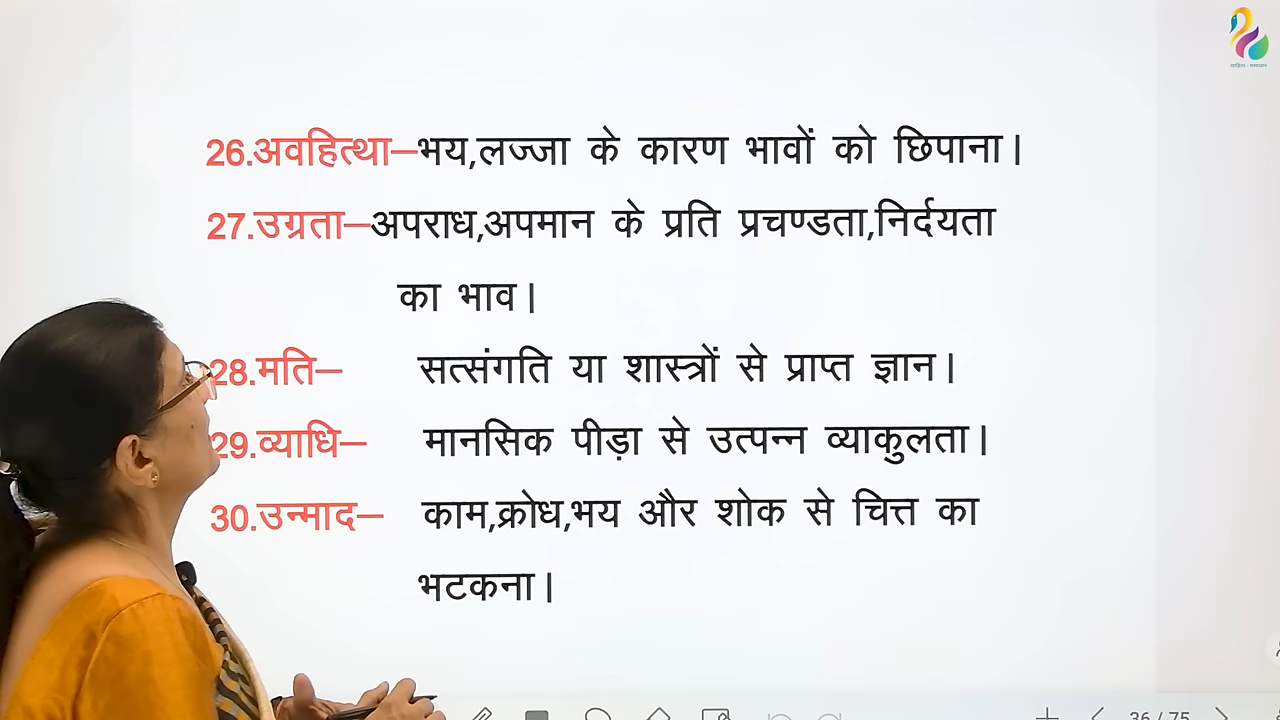 साहित्य - समाधान
26.अवहित्था–भय,लज्जा के कारण भावों को छिपाना।
27.उग्रता–अपराध,अपमान के प्रति प्रचण्डता,निर्दयता
का भाव।
28.मति– सत्संगति या शास्त्रों से प्राप्त ज्ञान।
29.व्याधि– मानसिक पीड़ा से उत्पन्न व्याकुलता।
30.उन्माद– काम,क्रोध,भय और शोक से चित्त का
भटकना।
36 / 75